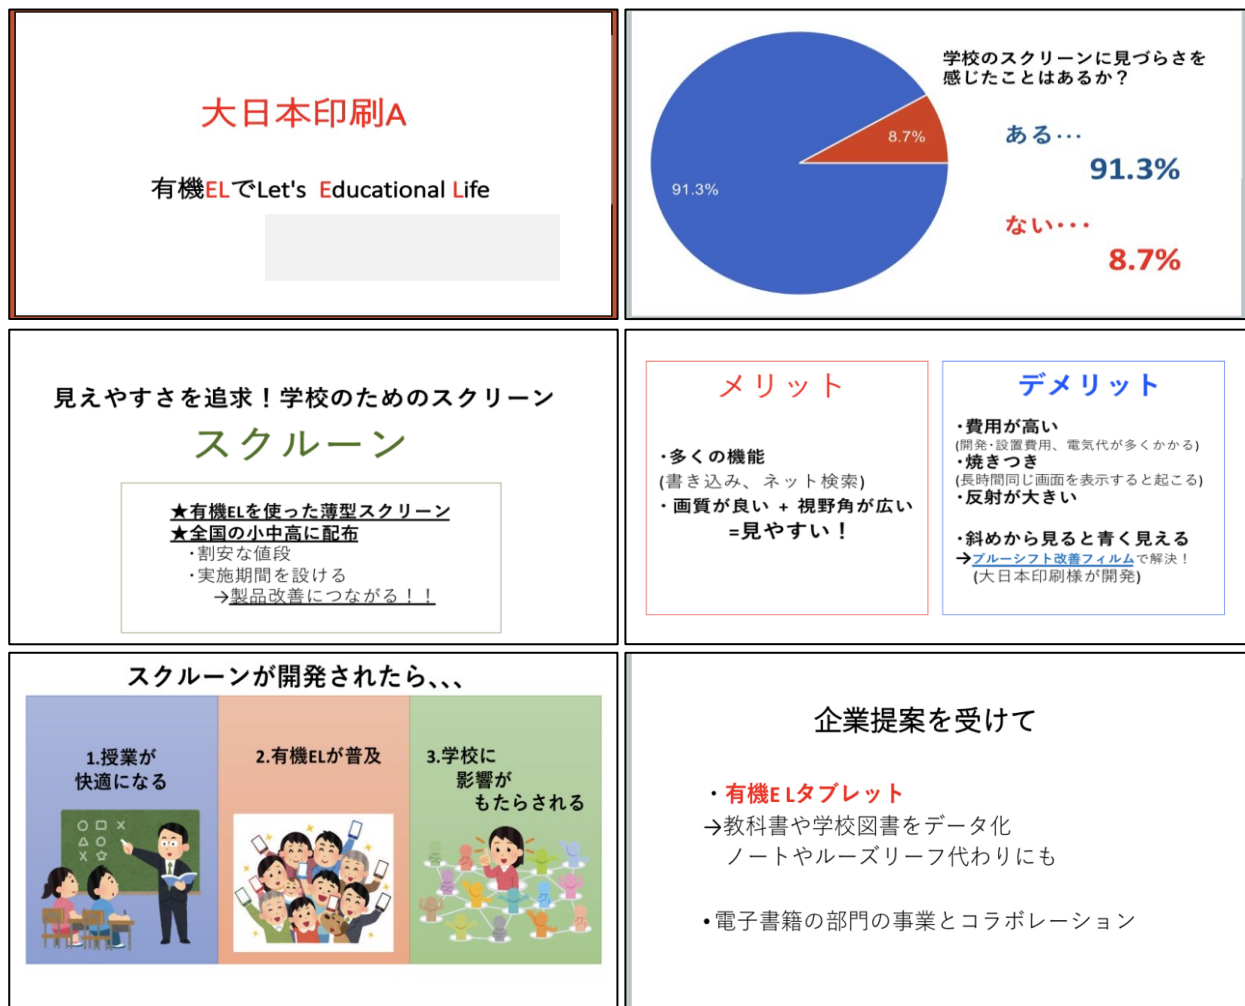 大日本印刷A
有機ELでLet's Educational Life
学校のスクリーンに見づらさを
感じたことはあるか？
8.7%
91.3%
ある…
91.3%
ない…
8.7%
見えやすさを追求！学校のためのスクリーン
スクルーン
★有機ELを使った薄型スクリーン
★全国の小中高に配布
・割安な値段
・実施期間を設ける
→製品改善につながる！！
メリット
・多くの機能
(書き込み、ネット検索)
・画質が良い + 視野角が広い
=見やすい！
デメリット
・費用が高い
(開発・設置費用、電気代が多くかかる)
・焼きつき
(長時間同じ画面を表示すると起こる)
・反射が大きい
・斜めから見ると青く見える
→ブルーシフト改善フィルムで解決！
(大日本印刷様が開発)
スクルーンが開発されたら、、、
1.授業が
快適になる
2.有機ELが普及
3.学校に
影響が
もたらされる
企業提案を受けて
・有機ELタブレット
→教科書や学校図書をデータ化
ノートやルーズリーフ代わりにも
•電子書籍の部門の事業とコラボレーション